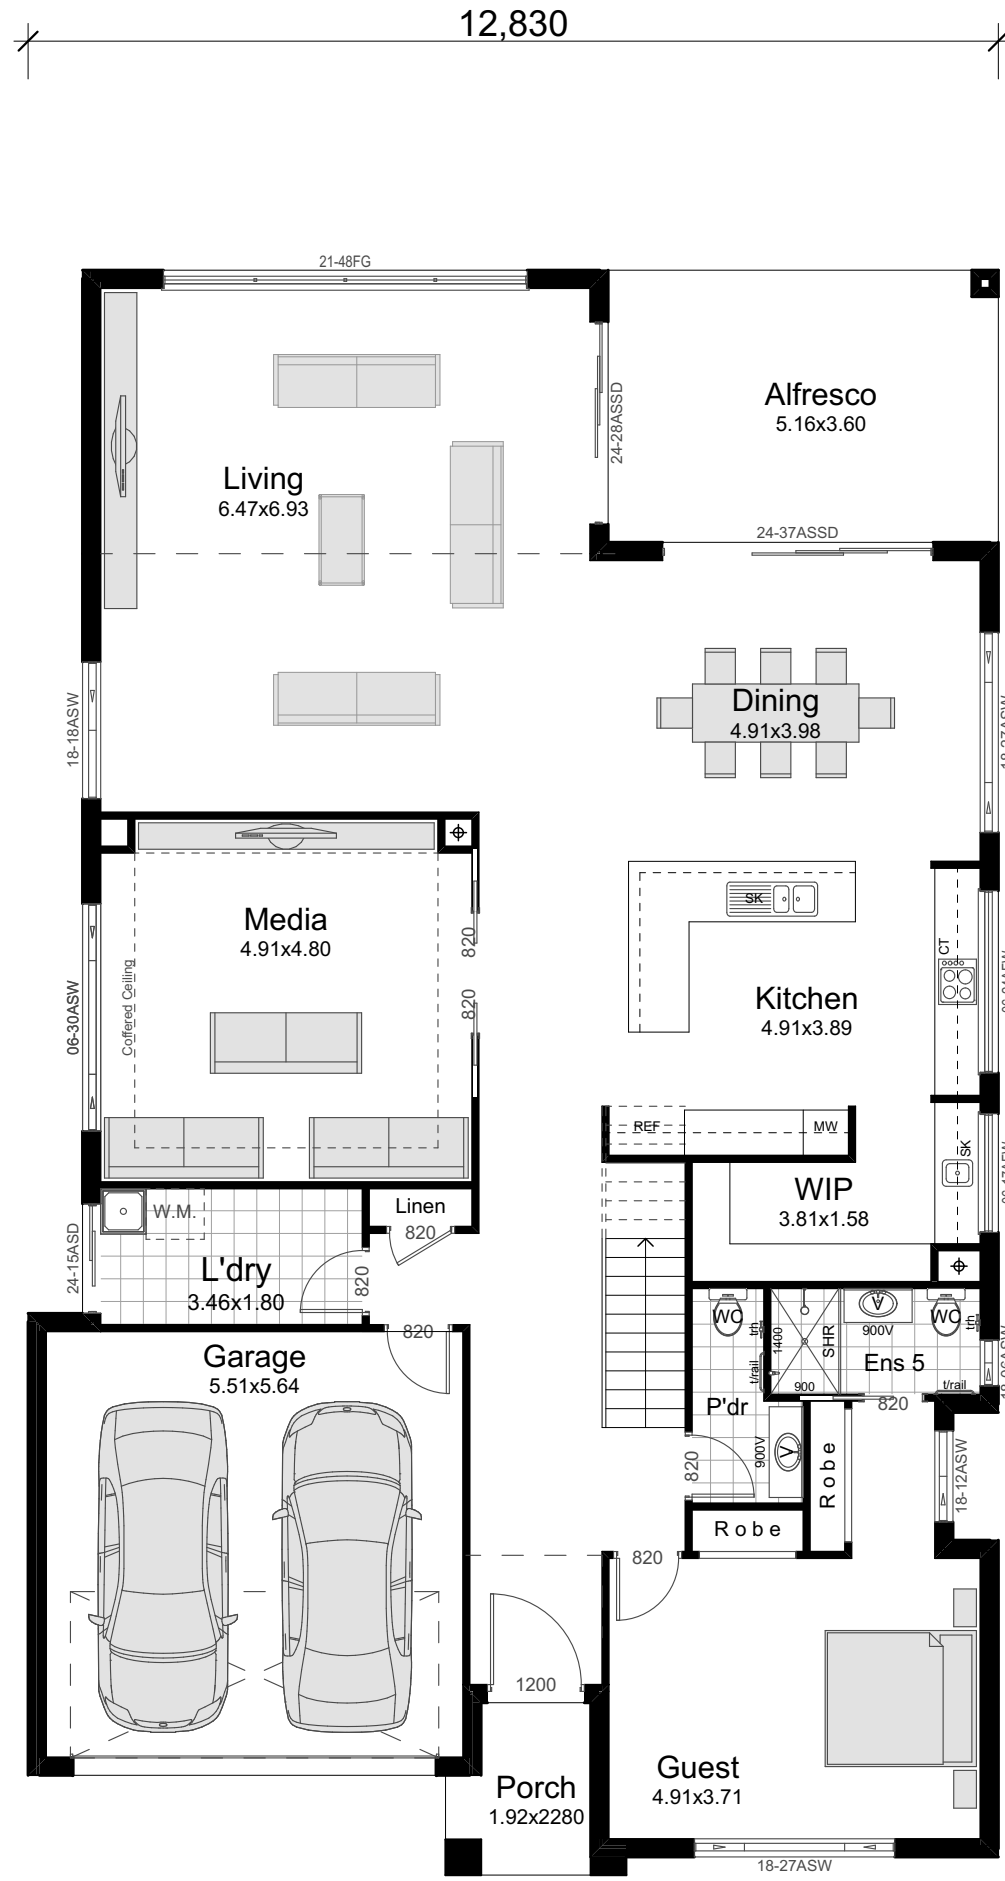 12,830
21-48FG
Alfresco
5.16x3.60
24-28ASSD
Living
6.47x6.93
24-37ASSD
18-18ASW
Dining
4.91x3.98
Media
4.91x4.80
820
820
Coffered Ceiling
06-30ASW
SK
CT
Kitchen
4.91x3.89
REF
MW
WIP
3.81x1.58
SK
W.M.
Linen
820
24-15ASD
L'dry
3.46x1.80
820
820
Garage
5.51x5.64
WC
trh
t/rail
1400
SHR
900
V
900V
WC
trh
Ens 5
t/rail
820
P'dr
900V
V
820
Robe
Robe
18-12ASW
820
1200
Porch
1.92x2280
Guest
4.91x3.71
18-27ASW